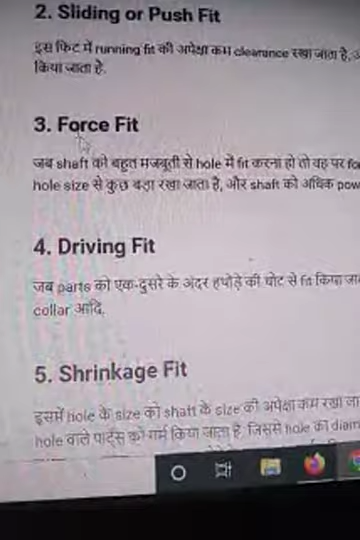 2. Sliding or Push Fit
इस फिट में running fit की अपेक्षा कम clearance रखा जाता है,
किया जाता है.
3. Force Fit
जब shaft को बहुत मजबूती से hole में fit करना हो तो वह पर
hole size से कुछ बड़ा रखा जाता है, और shaft को अधिक
4. Driving Fit
जब parts को एक-दुसरे के अंदर हथोड़े की चोट से fit किया
collar आदि.
5. Shrinkage Fit
इसमें hole के size को shaft के size की अपेक्षा कम रखा
hole वाले पार्ट्स को गर्म किया जाता है. जिससे hole का